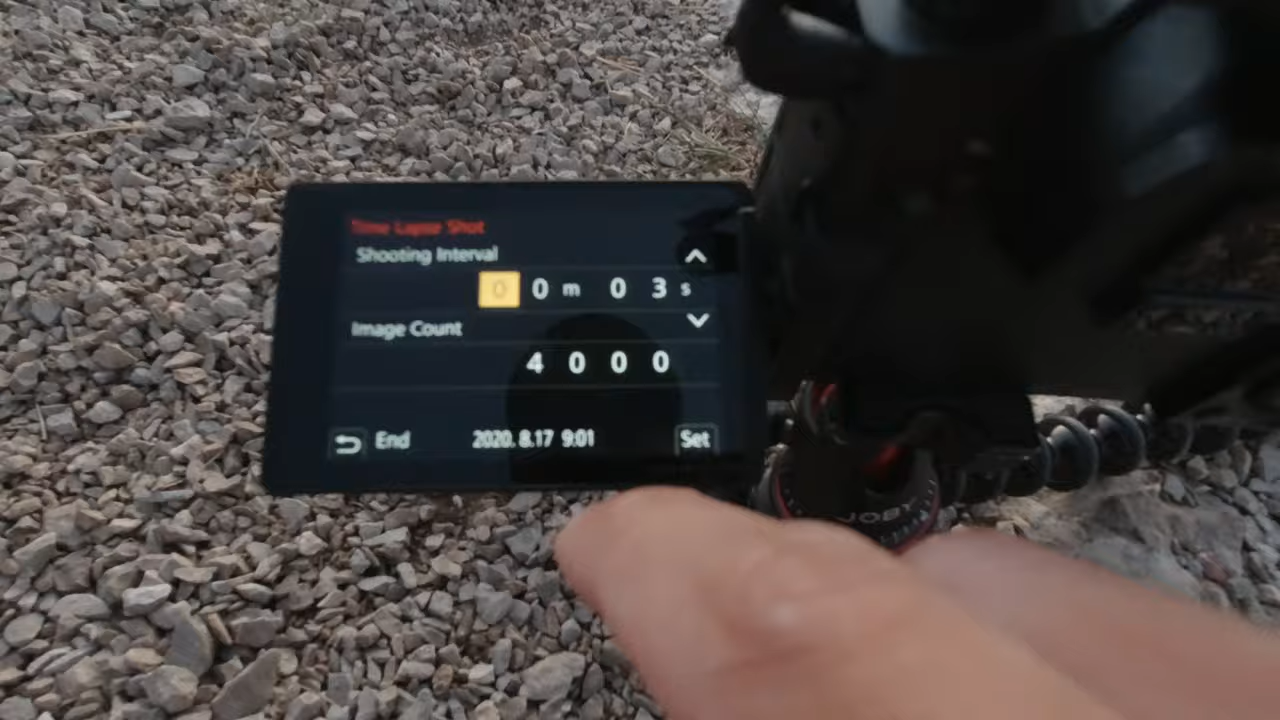 Time Lapse Shot
Shooting Interval
0 0 m 0 3 s
Image Count
4 0 0 0
End 2020. 8.17 9:01 Set
JOBY